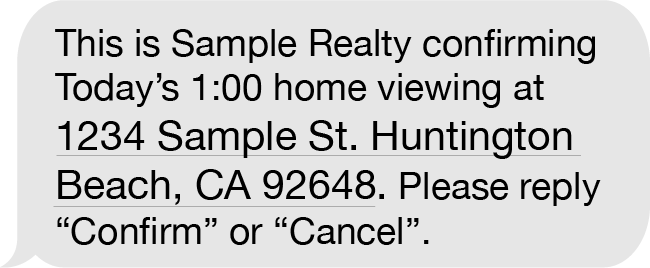 This is Sample Realty confirming
Today’s 1:00 home viewing at
1234 Sample St. Huntington
Beach, CA 92648. Please reply
“Confirm” or “Cancel”.